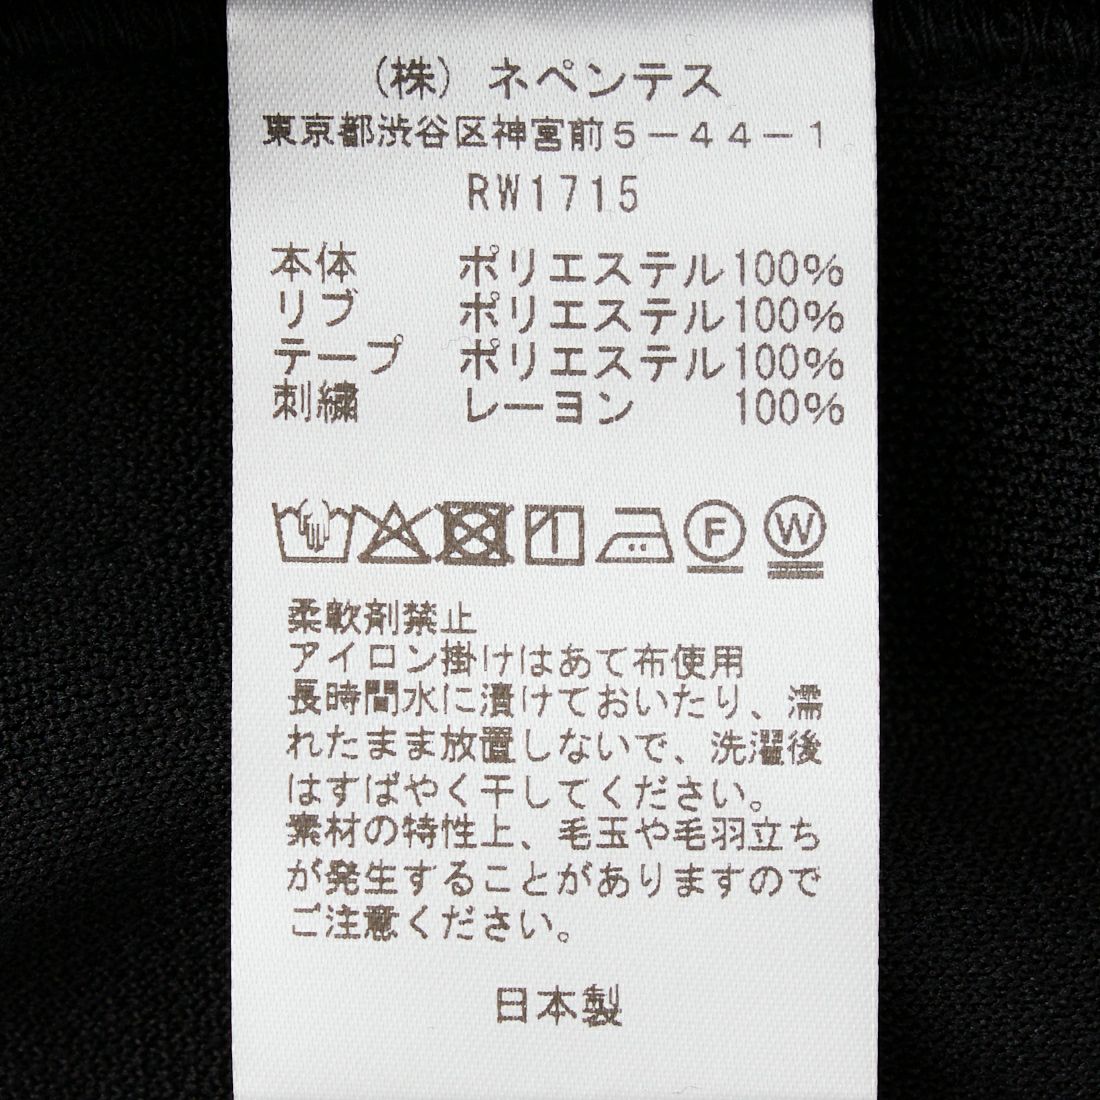 （株）ネペンテス
東京都渋谷区神宮前５－４４－１
RW1715
本体 ポリエステル100%
リブ ポリエステル100%
テープ ポリエステル100%
刺繍 レーヨン 100%
F W
柔軟剤禁止
アイロン掛けはあて布使用
長時間水に漬けておいたり、濡
れたまま放置しないで、洗濯後
はすばやく干してください。
素材の特性上、毛玉や毛羽立ち
が発生することがありますので
ご注意ください。
日本製